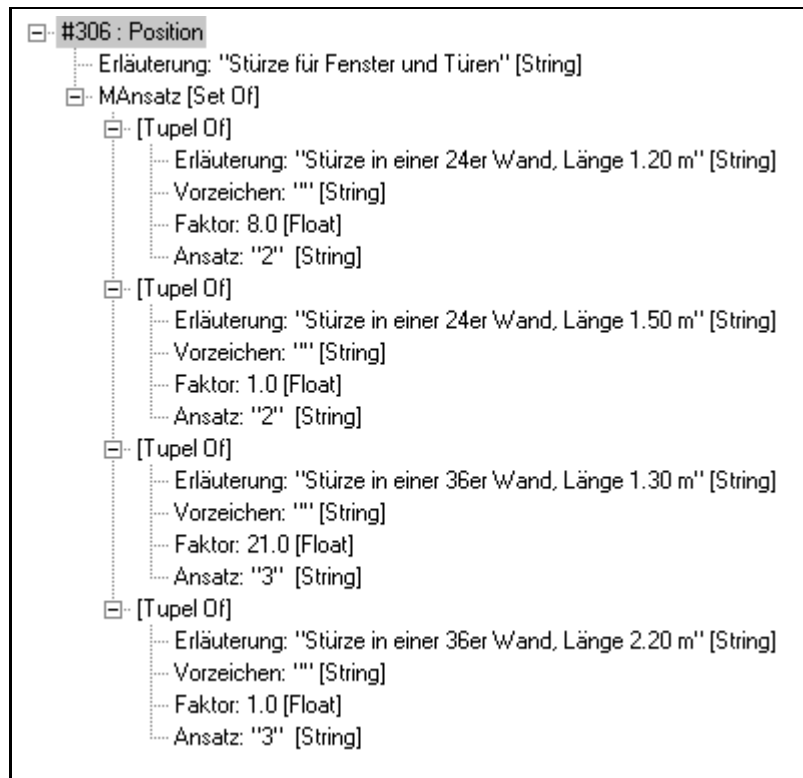 #306 : Position
Erläuterung: "Stürze für Fenster und Türen" [String]
MAnsatz [Set Of]
[Tupel Of]
Erläuterung: "Stürze in einer 24er Wand, Länge 1.20 m" [String]
Vorzeichen: "" [String]
Faktor: 8.0 [Float]
Ansatz: "2" [String]
[Tupel Of]
Erläuterung: "Stürze in einer 24er Wand, Länge 1.50 m" [String]
Vorzeichen: "" [String]
Faktor: 1.0 [Float]
Ansatz: "2" [String]
[Tupel Of]
Erläuterung: "Stürze in einer 36er Wand, Länge 1.30 m" [String]
Vorzeichen: "" [String]
Faktor: 21.0 [Float]
Ansatz: "3" [String]
[Tupel Of]
Erläuterung: "Stürze in einer 36er Wand, Länge 2.20 m" [String]
Vorzeichen: "" [String]
Faktor: 1.0 [Float]
Ansatz: "3" [String]